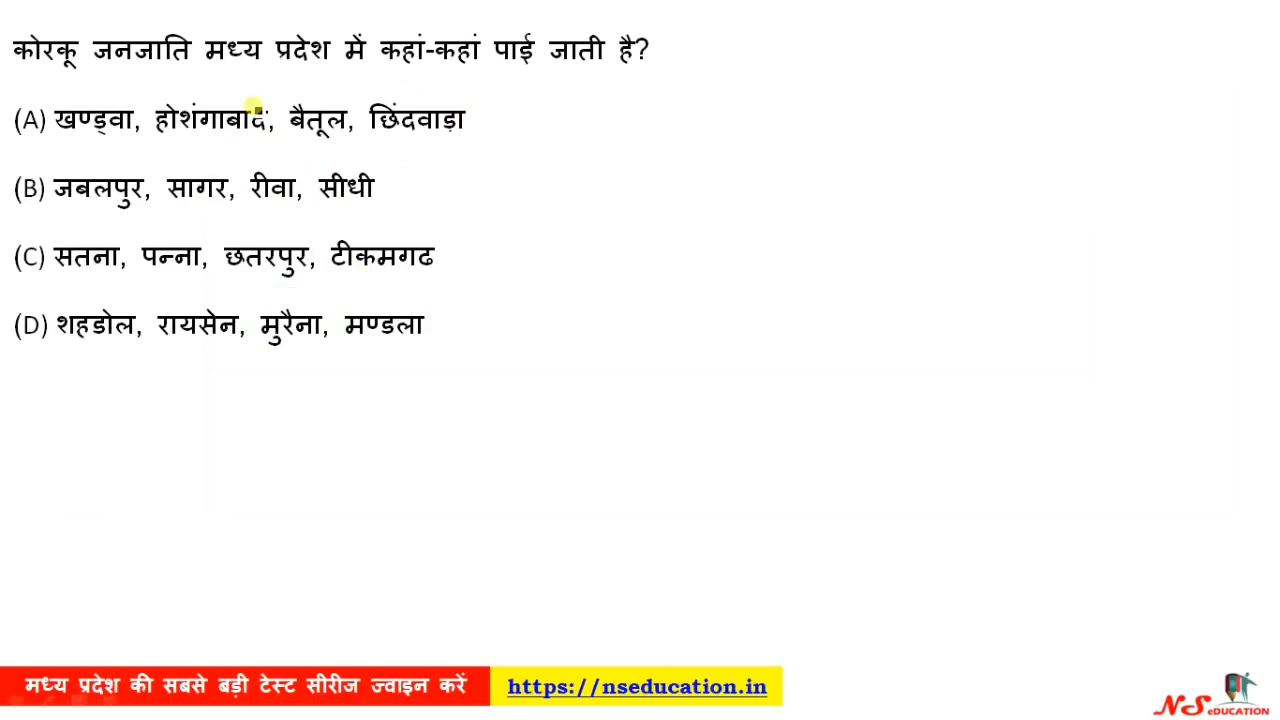 कोरकू जनजाति मध्य प्रदेश में कहां-कहां पाई जाती है?
(A) खण्ड्वा, होशंगाबाद, बैतूल, छिंदवाड़ा
(B) जबलपुर, सागर, रीवा, सीधी
(C) सतना, पन्ना, छतरपुर, टीकमगढ
(D) शहडोल, रायसेन, मुरैना, मण्डला
मध्य प्रदेश की सबसे बड़ी टेस्ट सीरीज ज्वाइन करें https://nseducation.in
NS eDUCATION